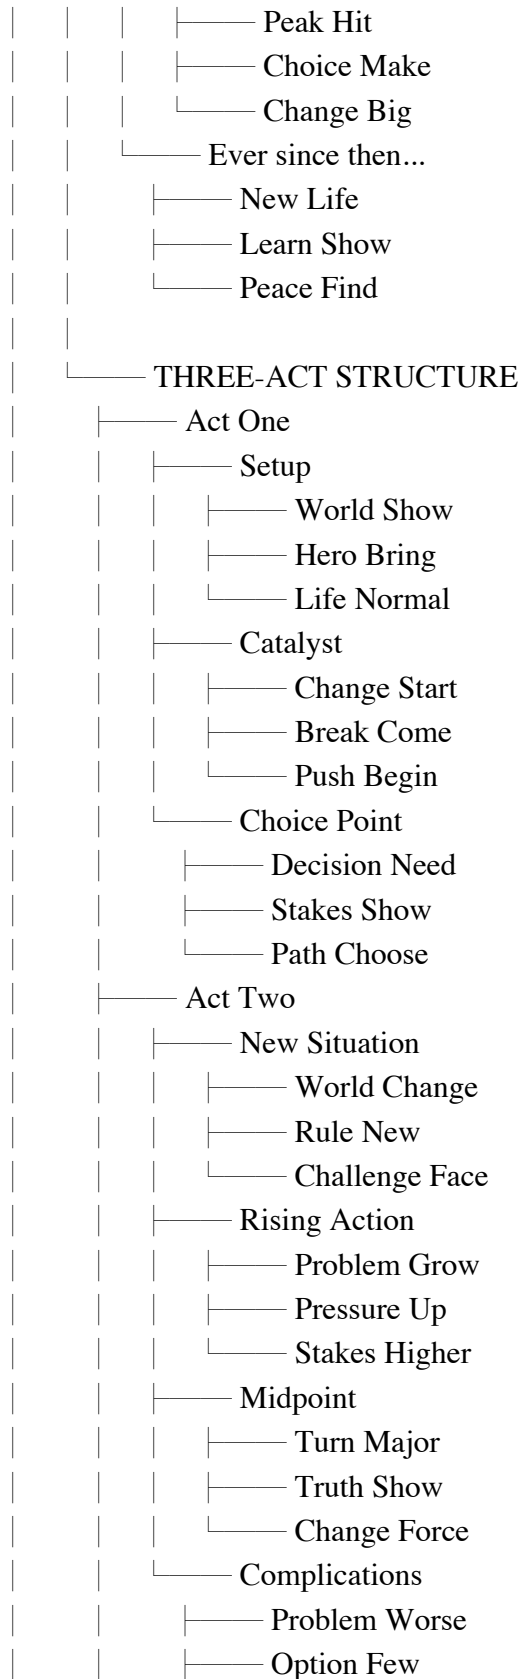 Peak Hit
Choice Make
Change Big
Ever since then...
New Life
Learn Show
Peace Find
THREE-ACT STRUCTURE
Act One
Setup
World Show
Hero Bring
Life Normal
Catalyst
Change Start
Break Come
Push Begin
Choice Point
Decision Need
Stakes Show
Path Choose
Act Two
New Situation
World Change
Rule New
Challenge Face
Rising Action
Problem Grow
Pressure Up
Stakes Higher
Midpoint
Turn Major
Truth Show
Change Force
Complications
Problem Worse
Option Few